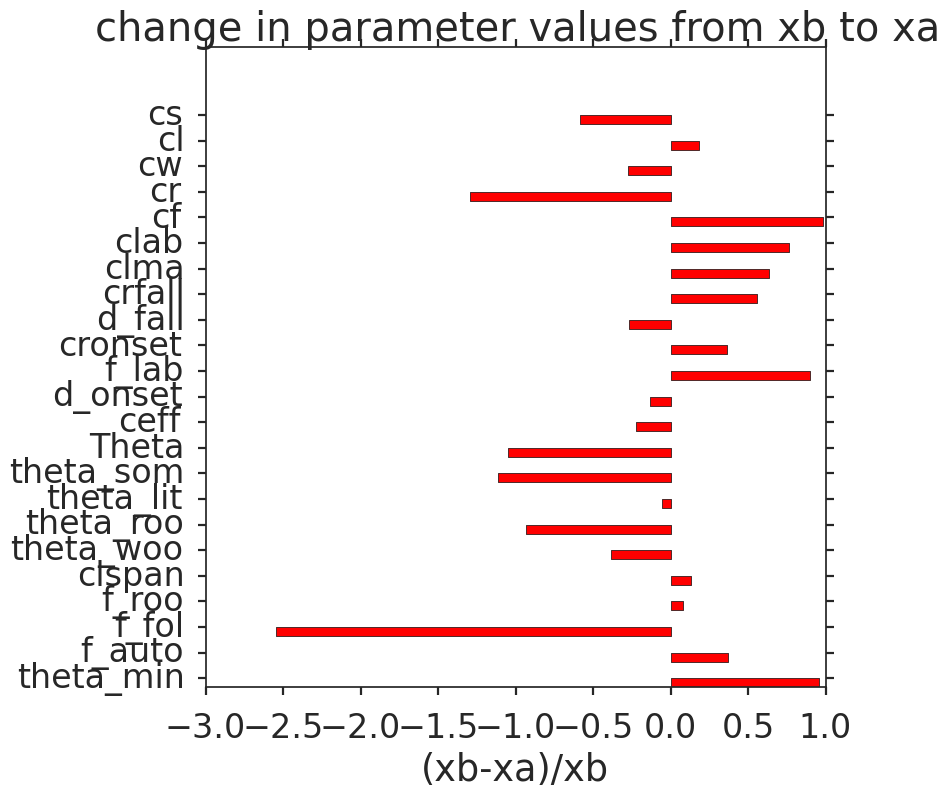 change in parameter values from xb to xa
cs
cl
cw
cr
cf
clab
clma
crfall
d_fall
cronset
f_lab
d_onset
ceff
Theta
theta_som
theta_lit
theta_roo
theta_woo
clspan
f_roo
f_fol
f_auto
theta_min
−3.0 −2.5 −2.0 −1.5 −1.0 −0.5 0.0 0.5 1.0
(xb-xa)/xb